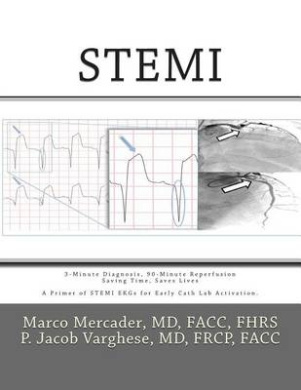 STEMI
3-Minute Diagnosis, 90-Minute Reperfusion
Saving Time, Saves Lives
A Primer of STEMI EKGs for Early Cath Lab Activation.
Marco Mercader, MD, FACC, FHRS
P. Jacob Varghese, MD, FRCP, FACC